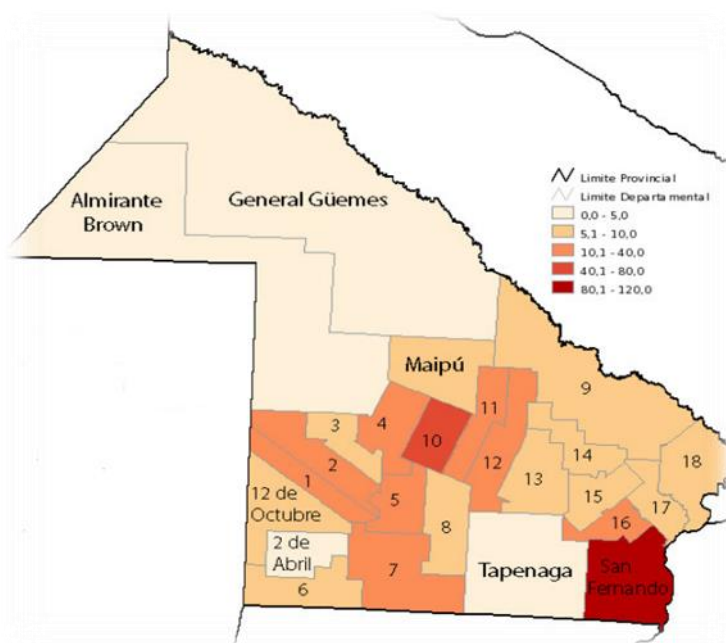 Almirante
Brown
General Güemes
Limite Provincial
Limite Departamental
0,0 - 5,0
5,1 - 10,0
10,1 - 40,0
40,1 - 80,0
80,1 - 120,0
Maipú
9
11
3
4
10
12
14
18
2
13
1
15
12 de
Octubre
5
17
8
16
2 de
Abril
7
Tapenaga
San
Fernando
6